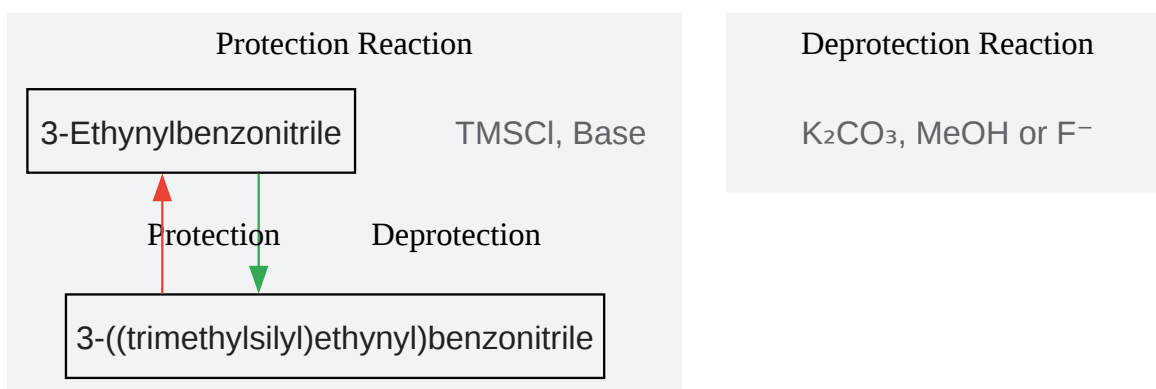 Protection Reaction
Deprotection Reaction
3-Ethynylbenzonitrile
TMSCl, Base
K₂CO₃, MeOH or F⁻
Protection
Deprotection
3-((trimethylsilyl)ethynyl)benzonitrile